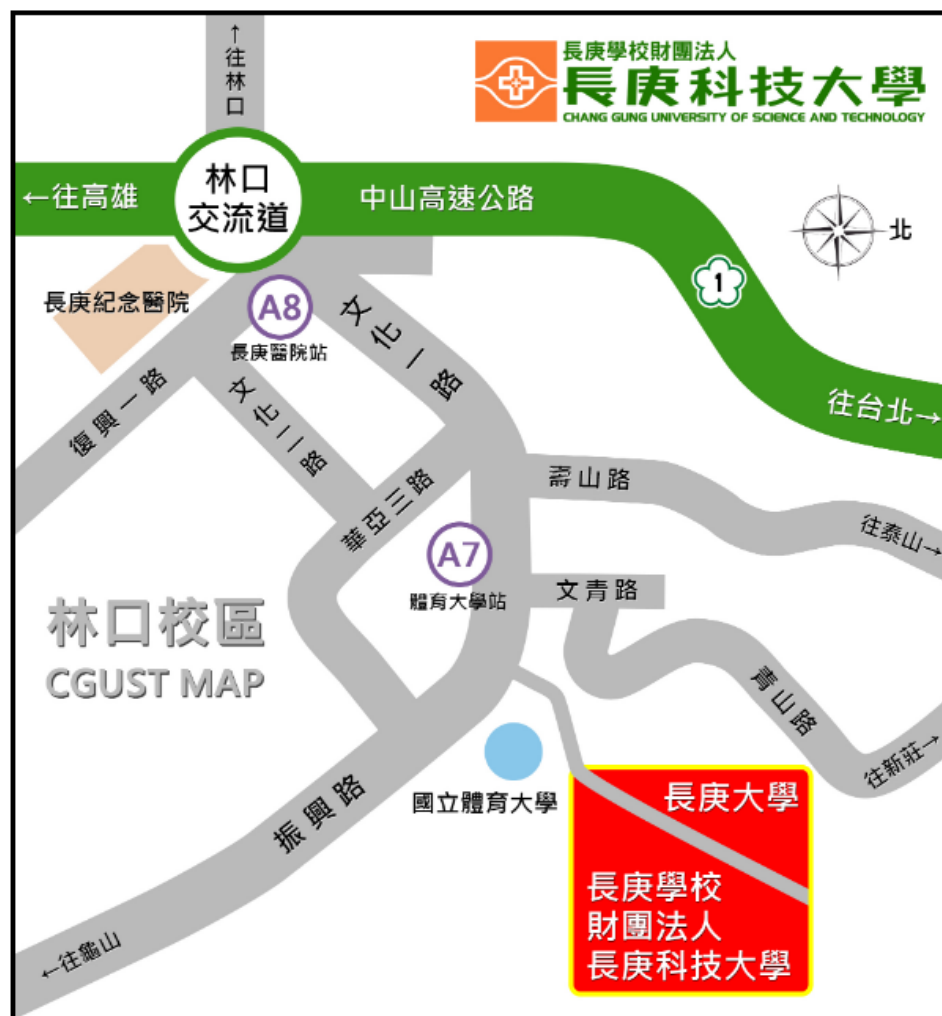 ↑往林口
長庚學校財團法人
長庚科技大學
CHANG GUNG UNIVERSITY OF SCIENCE AND TECHNOLOGY
←往高雄
林口
交流道
中山高速公路
北
1
長庚紀念醫院
A8
長庚醫院站
文化一路
往台北→
復興一路
文化二路
華亞三路
壽山路
往泰山→
A7
體育大學站
文青路
林口校區
CGUST MAP
青山路
往新莊→
國立體育大學
振興路
長庚大學
長庚學校
財團法人
長庚科技大學
←往龜山